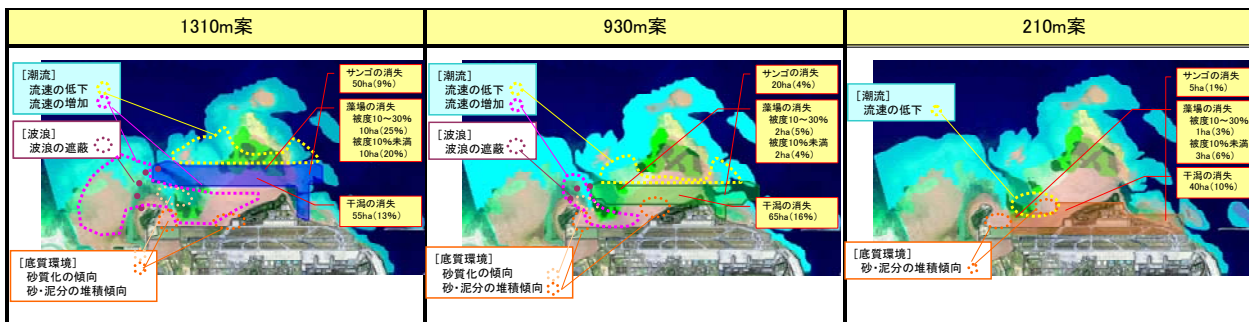 1310m案
[潮流]
流速の低下
流速の増加
[波浪]
波浪の遮蔽
サンゴの消失
50ha(9%)
藻場の消失
被度10～30%
10ha(25%)
被度10%未満
10ha(20%)
干潟の消失
55ha(13%)
[底質環境]
砂質化の傾向
砂・泥分の堆積傾向
930m案
[潮流]
流速の低下
流速の増加
[波浪]
波浪の遮蔽
サンゴの消失
20ha(4%)
藻場の消失
被度10～30%
2ha(5%)
被度10%未満
2ha(4%)
干潟の消失
65ha(16%)
[底質環境]
砂質化の傾向
砂・泥分の堆積傾向
210m案
[潮流]
流速の低下
サンゴの消失
5ha(1%)
藻場の消失
被度10～30%
1ha(3%)
被度10%未満
3ha(6%)
干潟の消失
40ha(10%)
[底質環境]
砂・泥分の堆積傾向